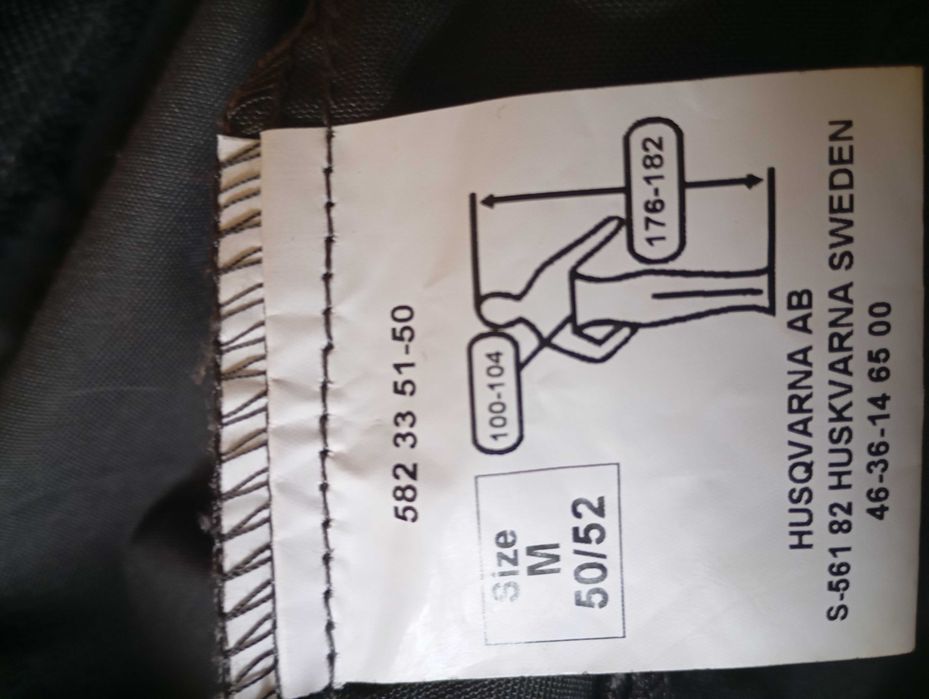 582 33 51-50
Size
M
50/52
100-104
176-182
HUSQVARNA AB
S-561 82 HUSKVARNA SWEDEN
46-36-14 65 00